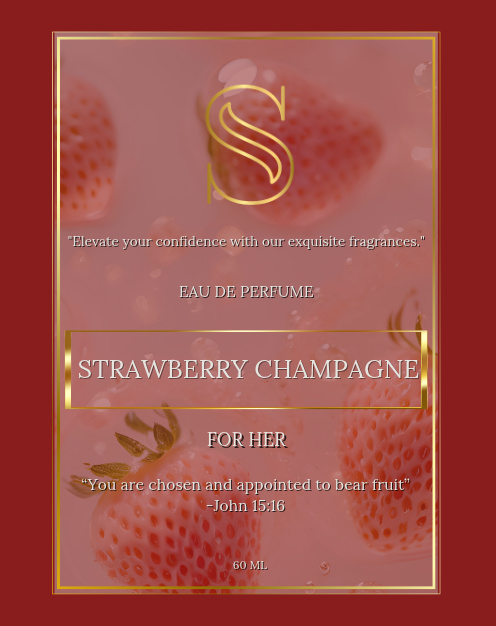 S
"Elevate your confidence with our exquisite fragrances."
EAU DE PERFUME
STRAWBERRY CHAMPAGNE
FOR HER
“You are chosen and appointed to bear fruit”
-John 15:16
60 ML